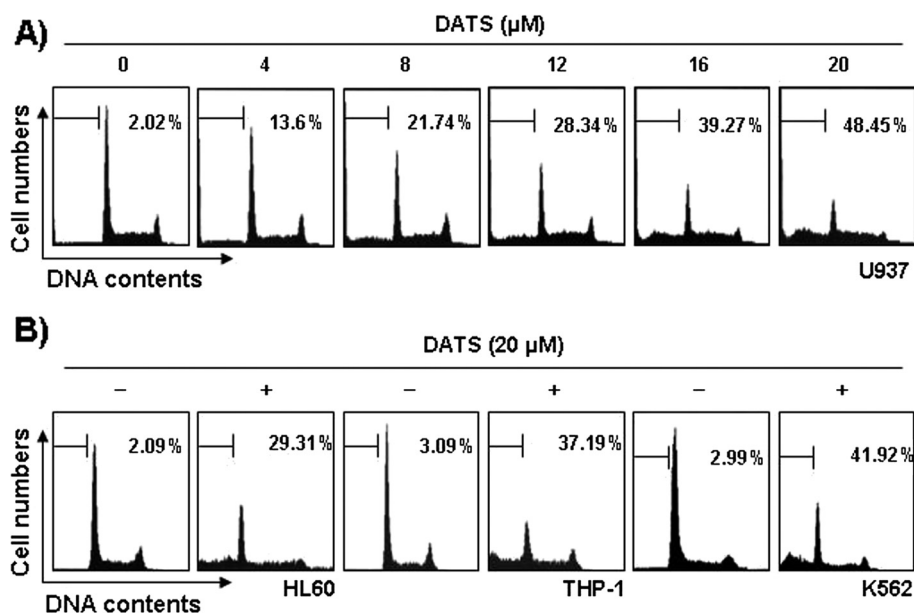 A)
DATS (µM)
0 4 8 12 16 20
Cell numbers
2.02% 13.6% 21.74% 28.34% 39.27% 48.45%
DNA contents
U937
B)
DATS (20 µM)
– + – + – +
Cell numbers
2.09% 29.31% 3.09% 37.19% 2.99% 41.92%
HL60 THP-1 K562
DNA contents